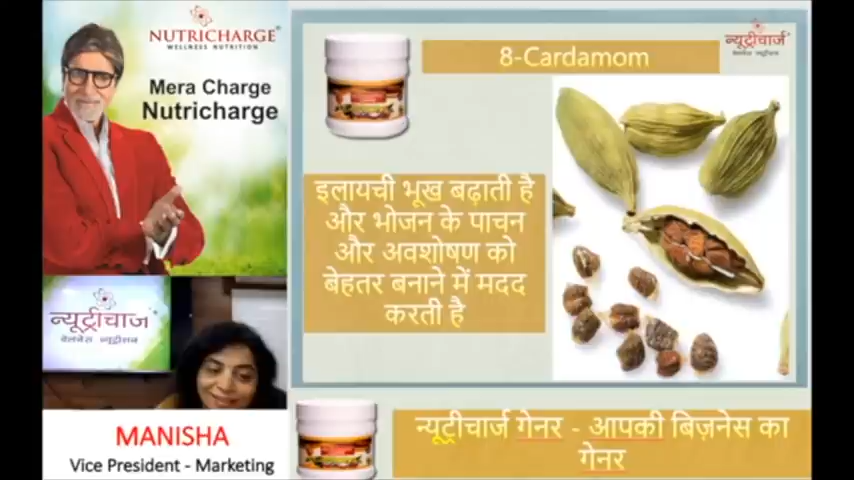 NUTRICHARGE
WELLNESS NUTRITION
Mera Charge
Nutricharge
8-Cardamom
न्यूट्रीचार्ज
वेलनेस न्यूट्रीशन
इलायची भूख बढ़ाती है
और भोजन के पाचन
और अवशोषण को
बेहतर बनाने में मदद
करती है
न्यूट्रीचार्ज
वेलनेस न्यूट्रीशन
MANISHA
Vice President - Marketing
न्यूट्रीचार्ज गेनर - आपकी बिज़नेस का
गेनर